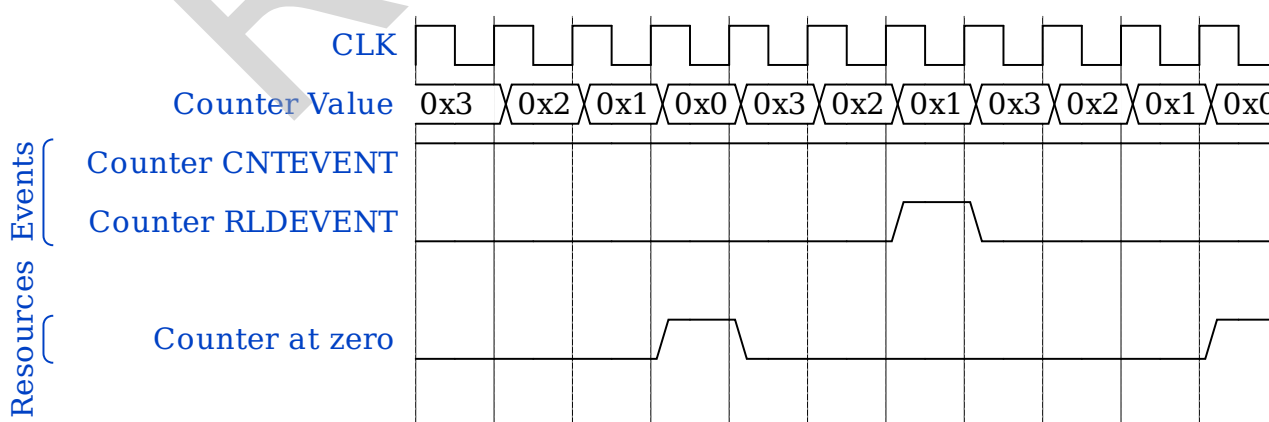 CLK
Counter Value 0x3 0x2 0x1 0x0 0x3 0x2 0x1 0x3 0x2 0x1 0x0
Events
Counter CNTEVENT
Counter RLDEVENT
Resources
Counter at zero